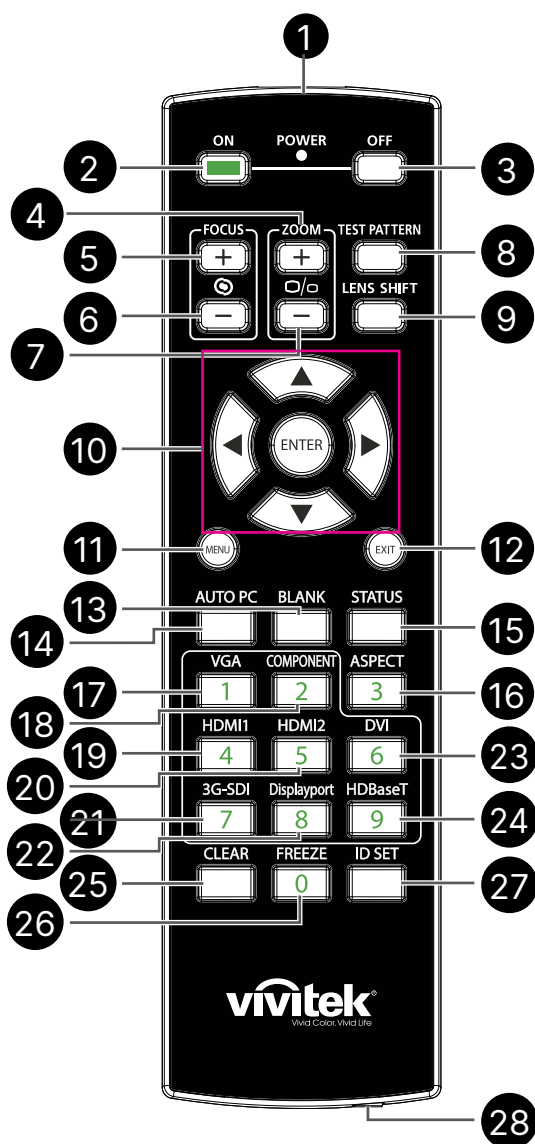 1
ON POWER OFF
2
3
4
FOCUS ZOOM TEST PATTERN
5
+ +
8
6
LENS SHIFT
− −
9
7
10
ENTER
11
MENU
EXIT
12
13
AUTO PC BLANK STATUS
14
15
VGA COMPONENT ASPECT
17
1 2 3
16
18
HDMI1 HDMI2 DVI
19
4 5 6
23
20
3G-SDI Displayport HDBaseT
21
7 8 9
24
22
CLEAR FREEZE ID SET
25
0
27
26
vivitek®
Vivid Color. Vivid Life
28